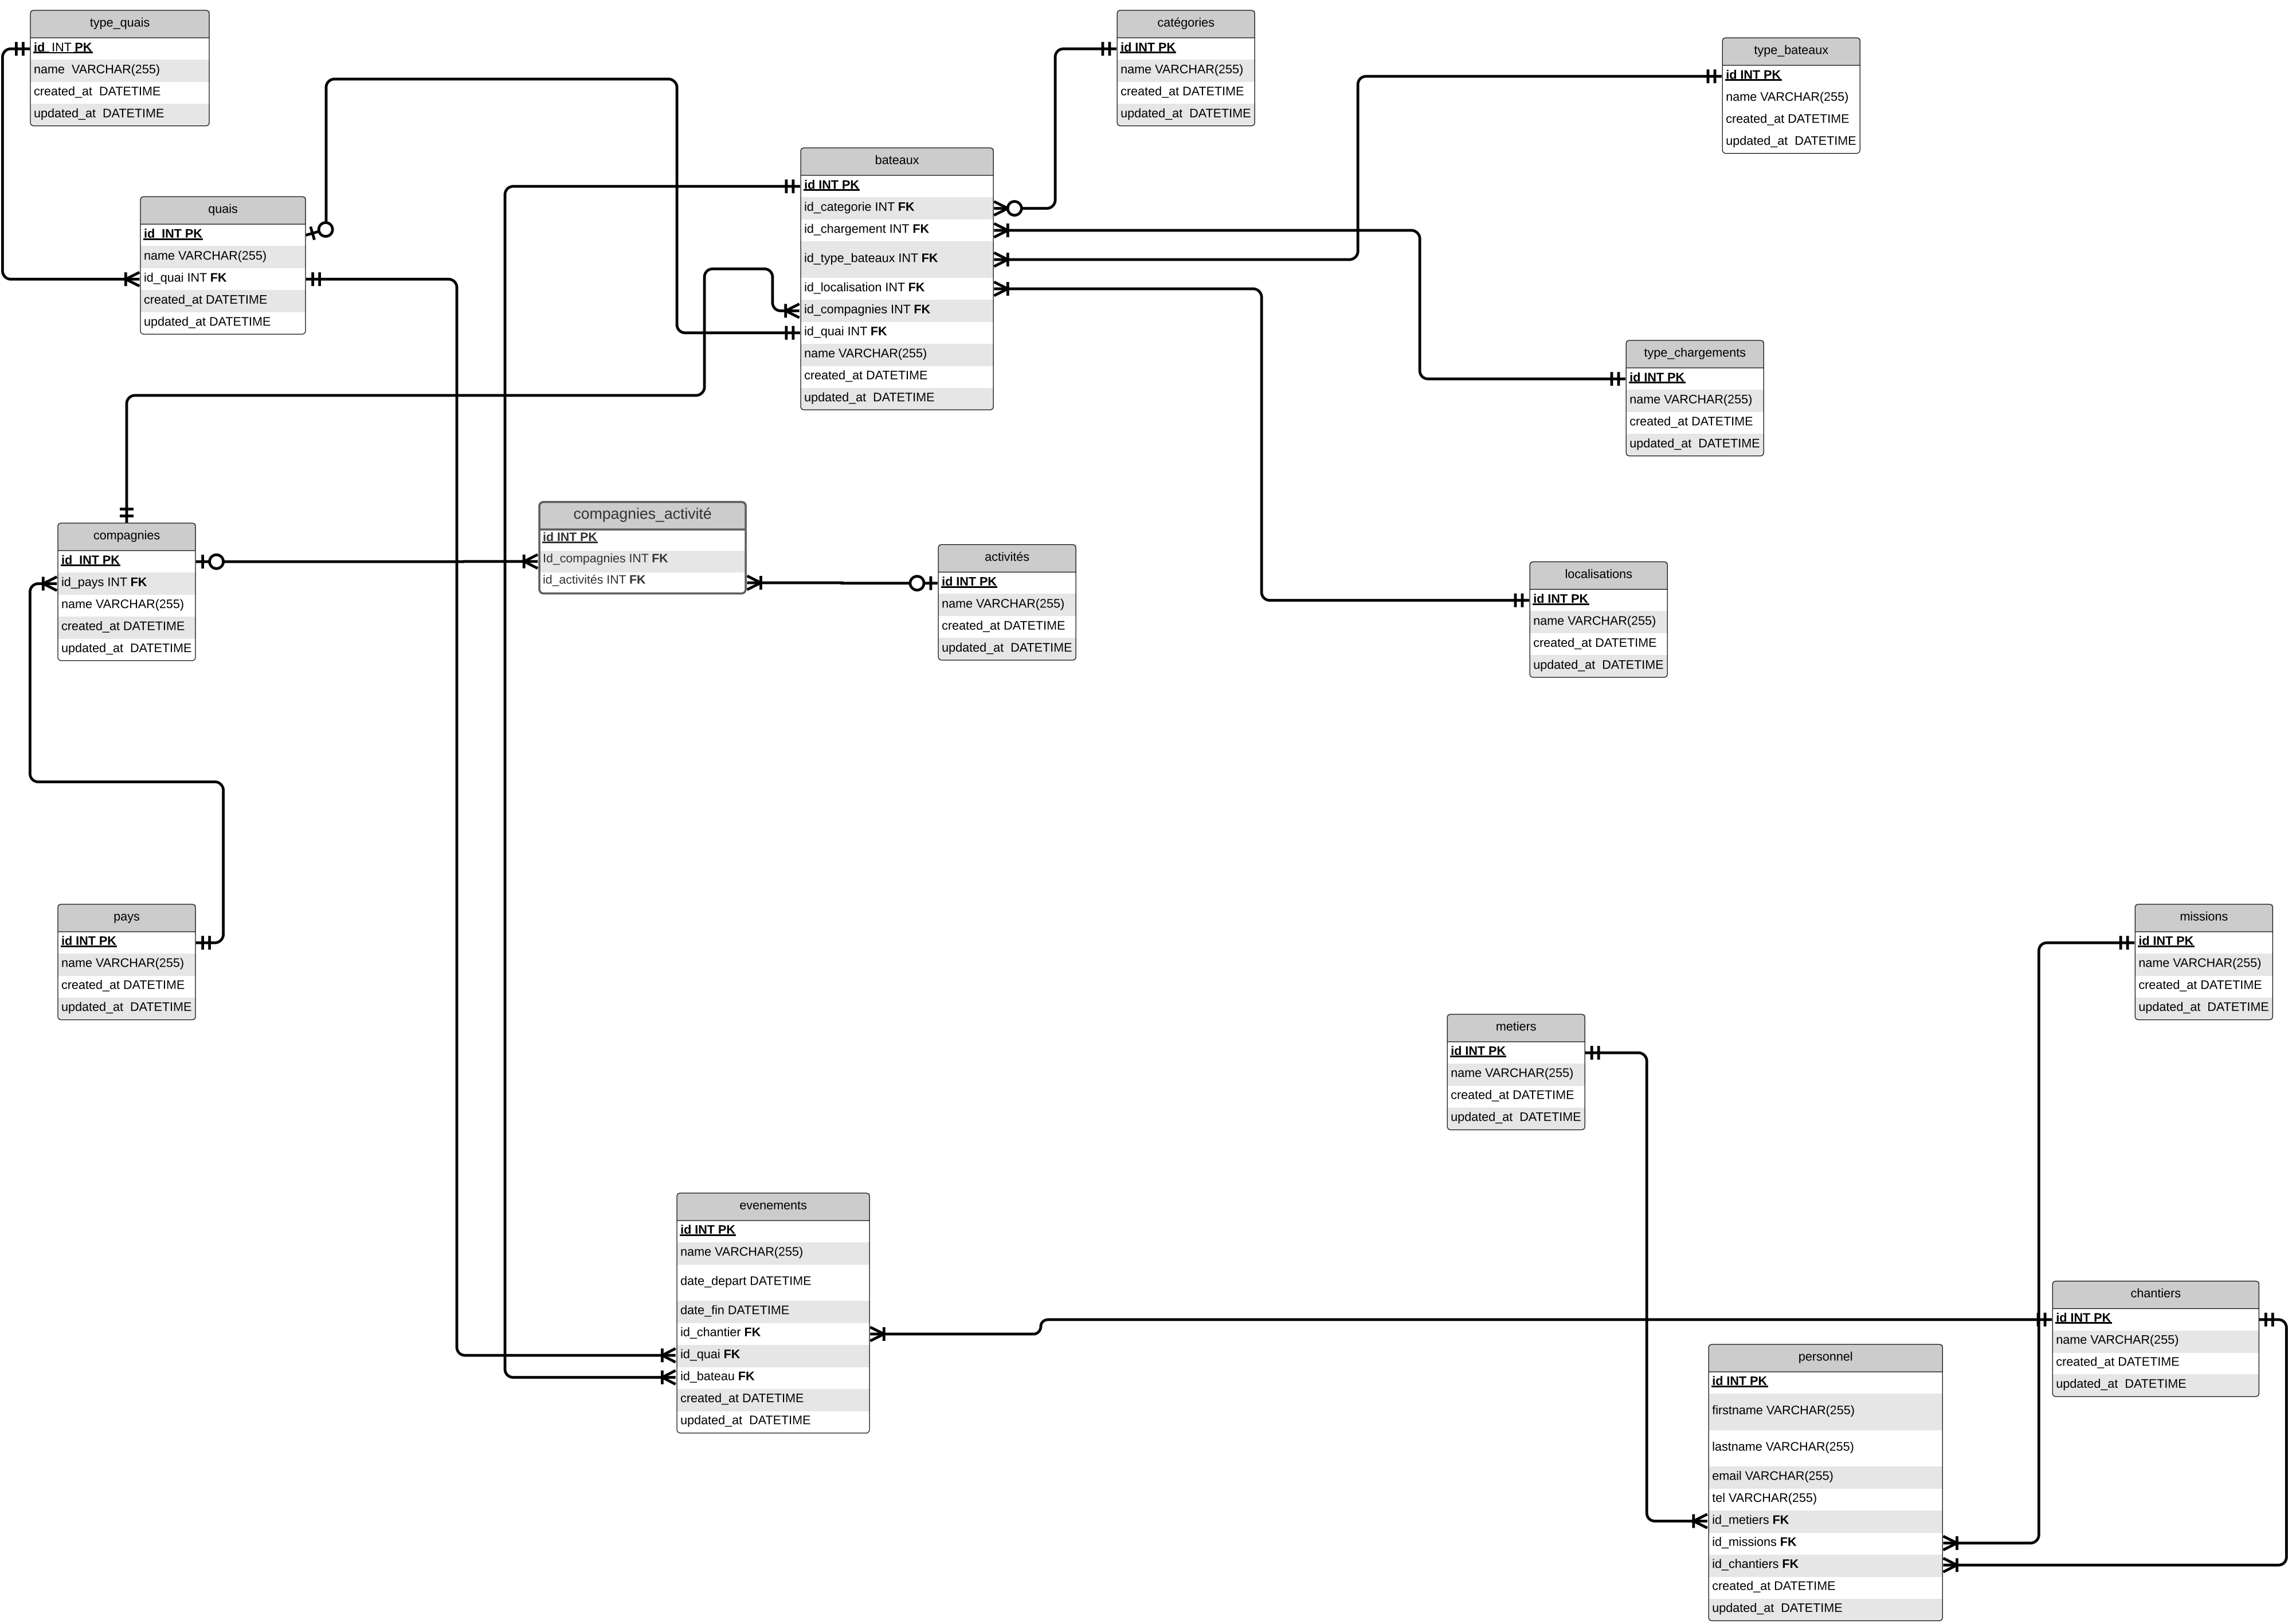 type_quais
id INT PK
name VARCHAR(255)
created_at DATETIME
updated_at DATETIME
catégories
id INT PK
name VARCHAR(255)
created_at DATETIME
updated_at DATETIME
type_bateaux
id INT PK
name VARCHAR(255)
created_at DATETIME
updated_at DATETIME
bateaux
id INT PK
id_categorie INT FK
id_chargement INT FK
id_type_bateaux INT FK
id_localisation INT FK
id_compagnies INT FK
id_quai INT FK
name VARCHAR(255)
created_at DATETIME
updated_at DATETIME
quais
id INT PK
name VARCHAR(255)
id_quai INT FK
created_at DATETIME
updated_at DATETIME
type_chargements
id INT PK
name VARCHAR(255)
created_at DATETIME
updated_at DATETIME
compagnies
id INT PK
id_pays INT FK
name VARCHAR(255)
created_at DATETIME
updated_at DATETIME
compagnies_activité
id INT PK
Id_compagnies INT FK
id_activités INT FK
activités
id INT PK
name VARCHAR(255)
created_at DATETIME
updated_at DATETIME
localisations
id INT PK
name VARCHAR(255)
created_at DATETIME
updated_at DATETIME
pays
id INT PK
name VARCHAR(255)
created_at DATETIME
updated_at DATETIME
missions
id INT PK
name VARCHAR(255)
created_at DATETIME
updated_at DATETIME
metiers
id INT PK
name VARCHAR(255)
created_at DATETIME
updated_at DATETIME
evenements
id INT PK
name VARCHAR(255)
date_depart DATETIME
date_fin DATETIME
id_chantier FK
id_quai FK
id_bateau FK
created_at DATETIME
updated_at DATETIME
chantiers
id INT PK
name VARCHAR(255)
created_at DATETIME
updated_at DATETIME
personnel
id INT PK
firstname VARCHAR(255)
lastname VARCHAR(255)
email VARCHAR(255)
tel VARCHAR(255)
id_metiers FK
id_missions FK
id_chantiers FK
created_at DATETIME
updated_at DATETIME